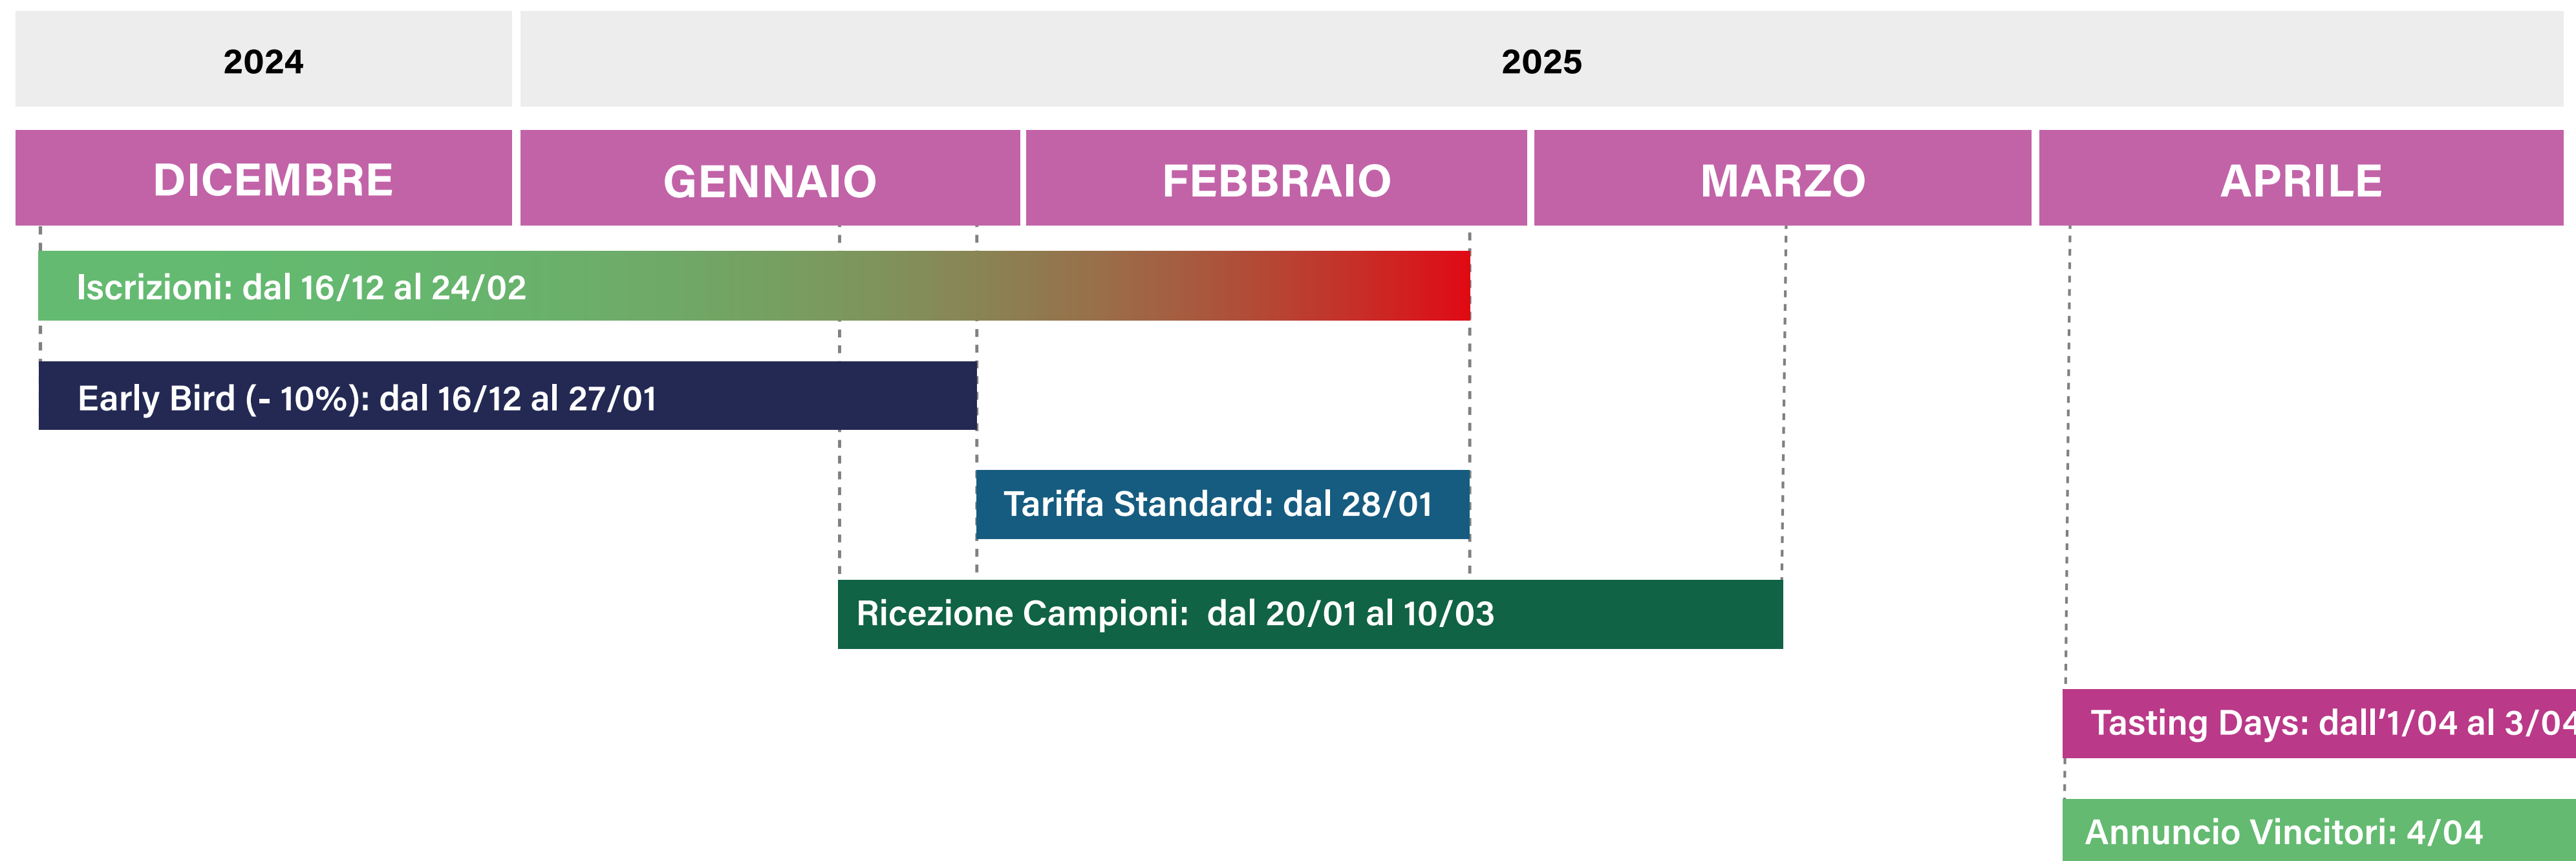 2024
2025
DICEMBRE
GENNAIO
FEBBRAIO
MARZO
APRILE
Iscrizioni: dal 16/12 al 24/02
Early Bird (- 10%): dal 16/12 al 27/01
Tariffa Standard: dal 28/01
Ricezione Campioni: dal 20/01 al 10/03
Tasting Days: dall'1/04 al 3/04
Annuncio Vincitori: 4/04